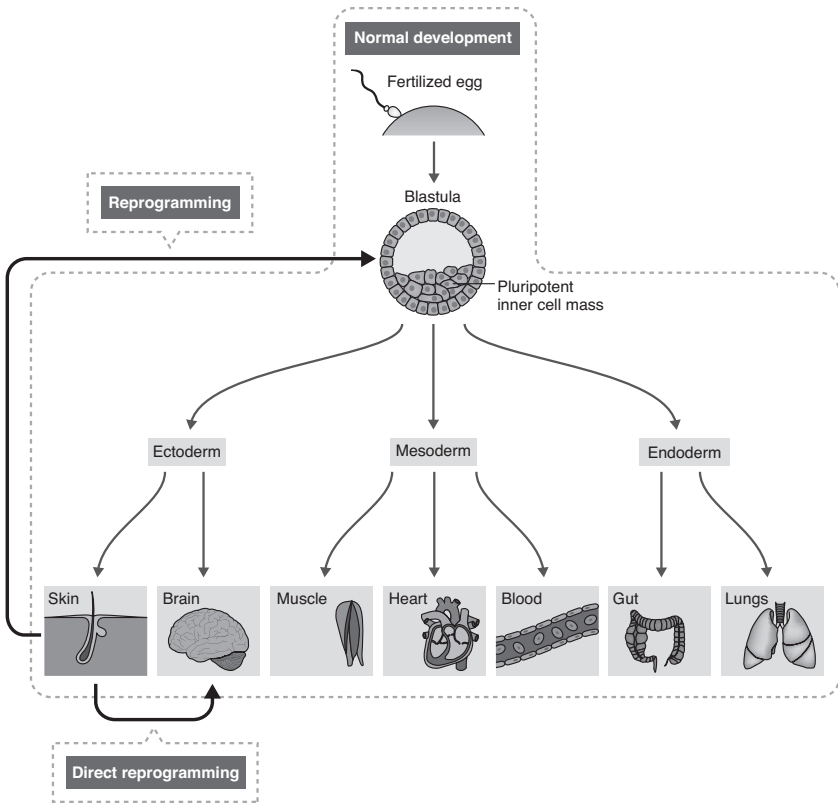 Normal development
Fertilized egg
Reprogramming
Blastula
Pluripotent
inner cell mass
Ectoderm
Mesoderm
Endoderm
Skin
Brain
Muscle
Heart
Blood
Gut
Lungs
Direct reprogramming